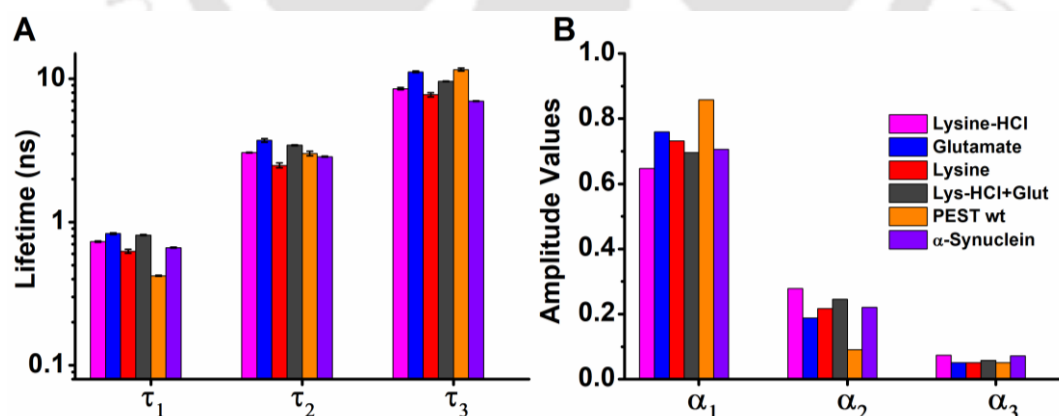 A
B
Lifetime (ns)
10
1
0.1
τ1
τ2
τ3
Amplitude Values
1.0
0.8
0.6
0.4
0.2
0.0
α1
α2
α3
Lysine-HCl
Glutamate
Lysine
Lys-HCl+Glut
PEST wt
α-Synuclein